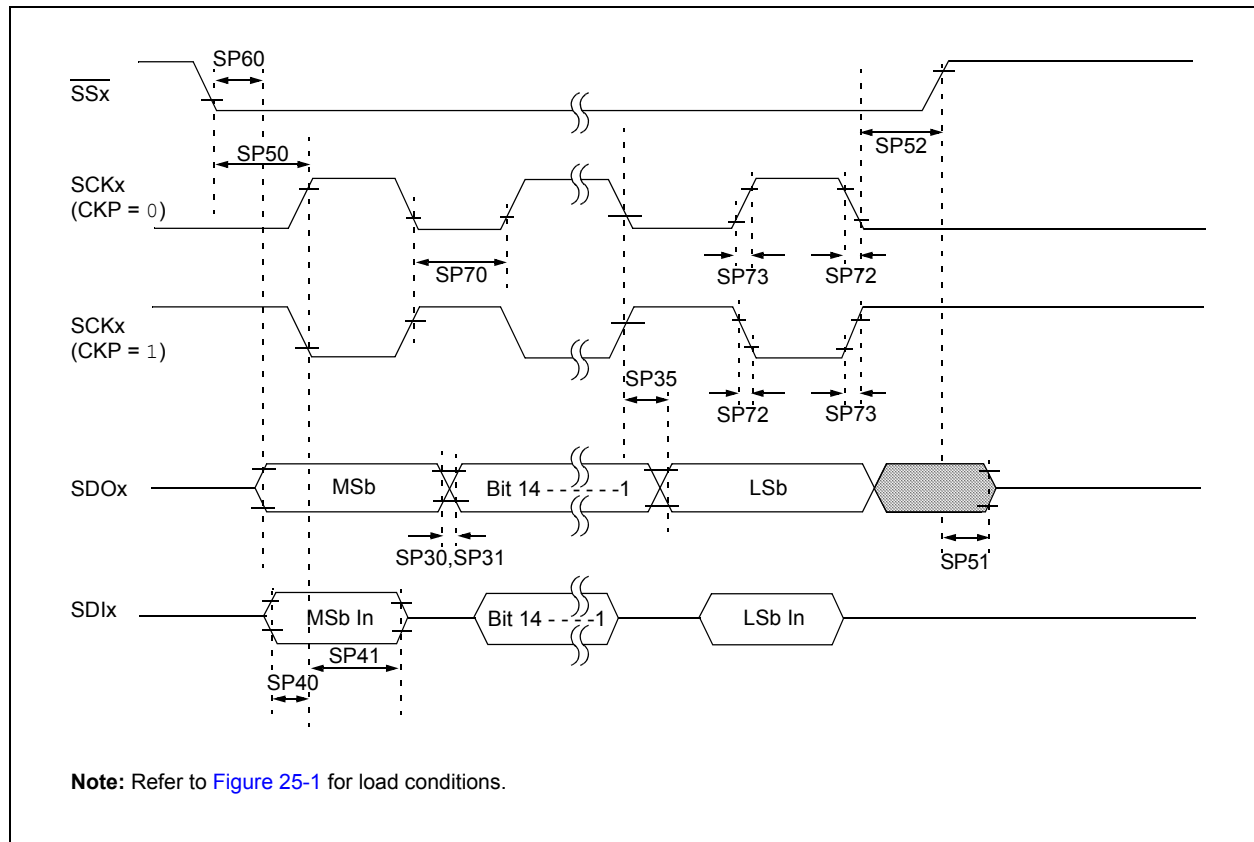 SP60
SSx
SP50
SP52
SCKx
(CKP = 0)
SP70
SP73
SP72
SCKx
(CKP = 1)
SP35
SP72
SP73
SDOx
MSb
Bit 14 - - - - - -1
LSb
SP30,SP31
SP51
SDIx
MSb In
Bit 14 - - - -1
LSb In
SP41
SP40
Note: Refer to Figure 25-1 for load conditions.